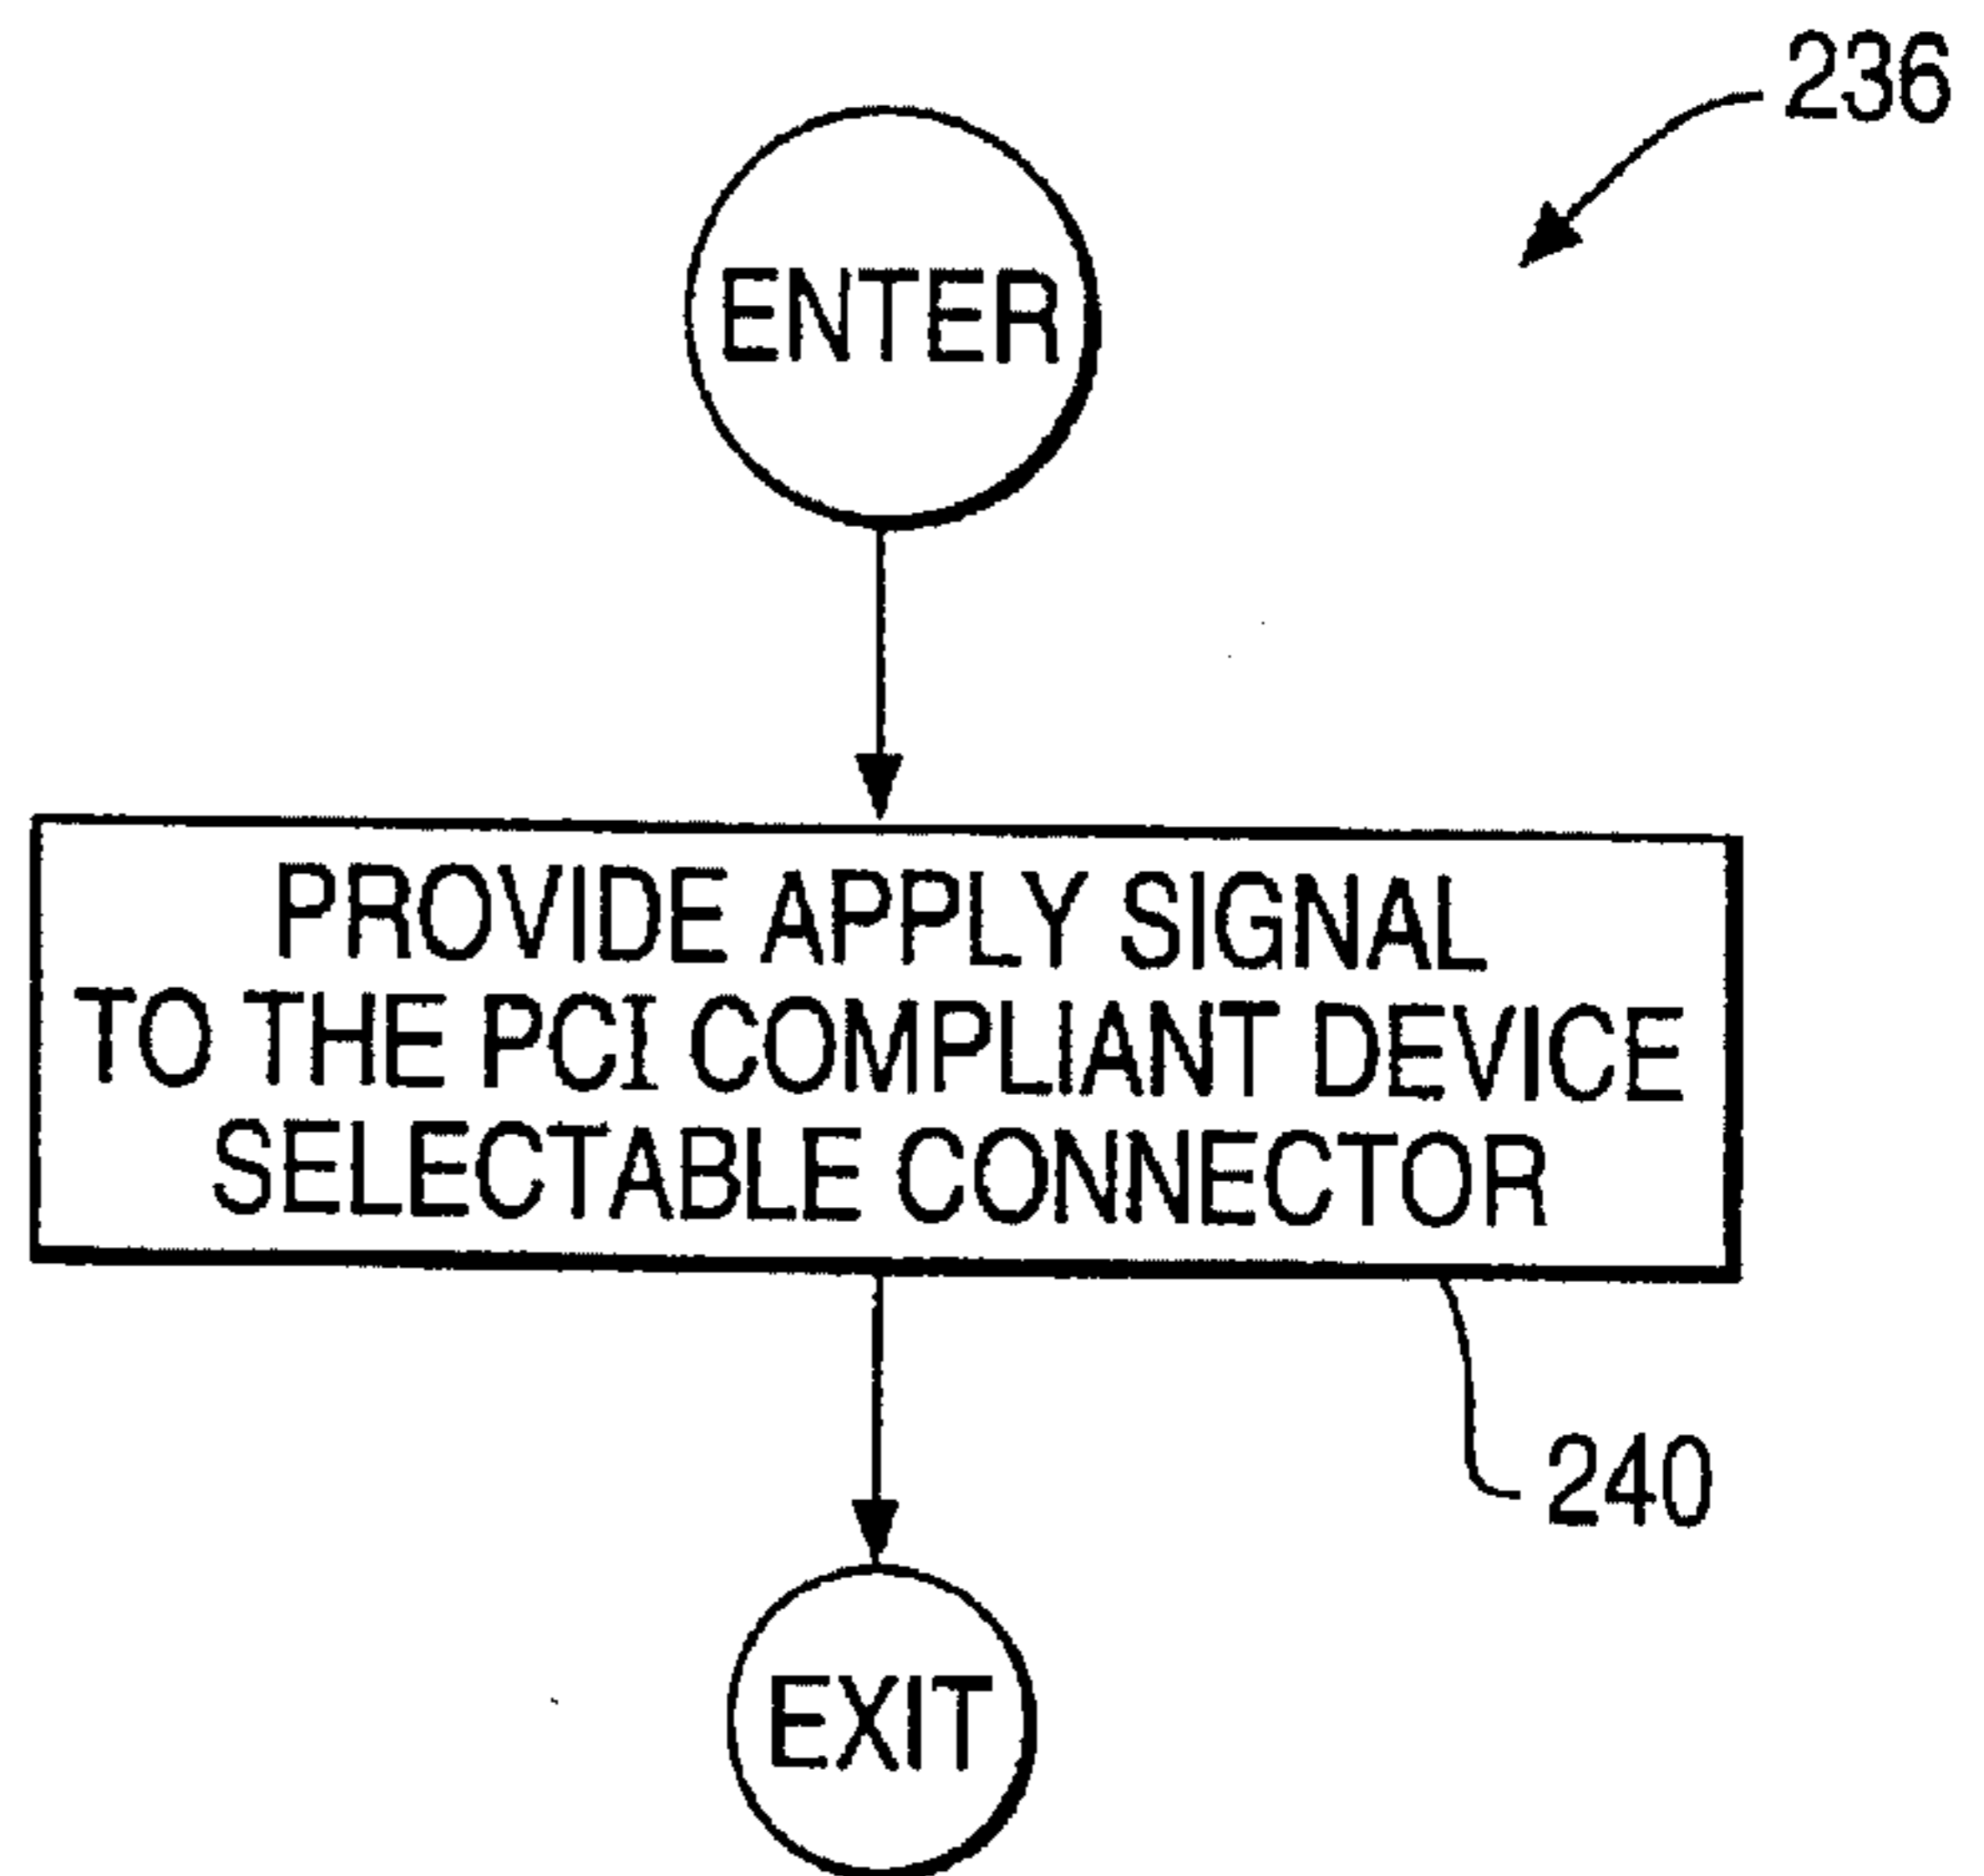 236
ENTER
PROVIDE APPLY SIGNAL
TO THE PCI COMPLIANT DEVICE
SELECTABLE CONNECTOR
240
EXIT